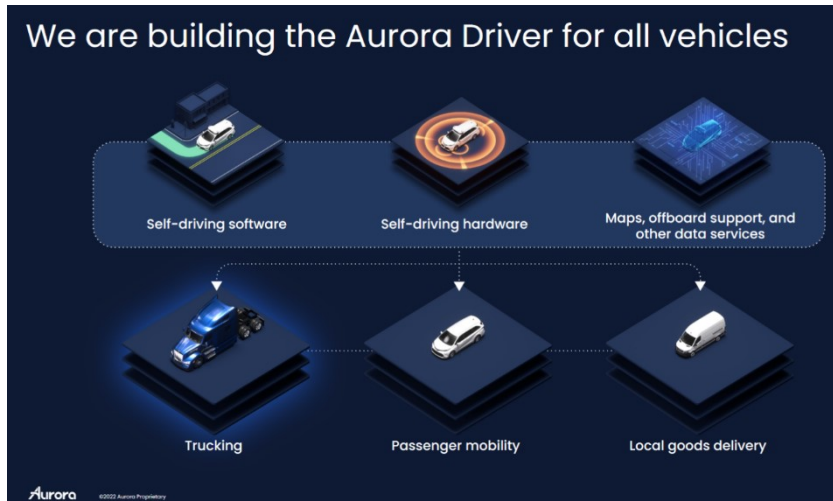 We are building the Aurora Driver for all vehicles
Self-driving software
Self-driving hardware
Maps, offboard support, and
other data services
Trucking
Passenger mobility
Local goods delivery
Aurora
©2022 Aurora Proprietary